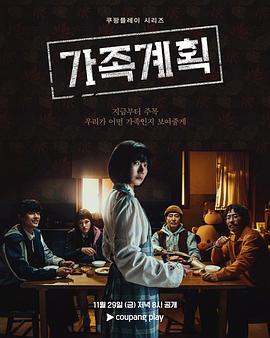 쿠팡플레이 시리즈
가족계획
지금부터 주목
우리가 어떤 가족인지 보여줄게
11월 29일 (금) 저녁 8시 공개
coupang play